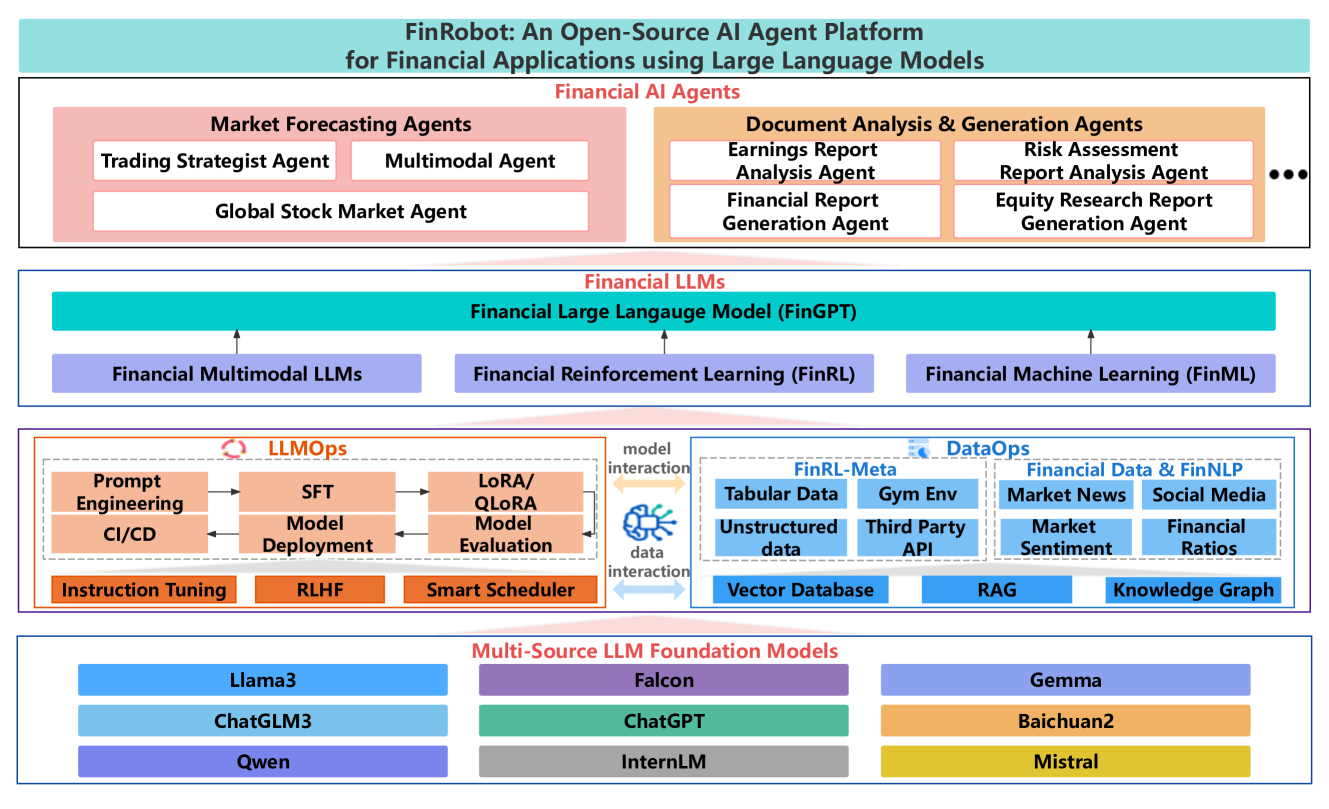 FinRobot: An Open-Source AI Agent Platform
for Financial Applications using Large Language Models
Financial AI Agents
Market Forecasting Agents
Trading Strategist Agent
Multimodal Agent
Global Stock Market Agent
Document Analysis & Generation Agents
Earnings Report
Analysis Agent
Risk Assessment
Report Analysis Agent
Financial Report
Generation Agent
Equity Research Report
Generation Agent
Financial LLMs
Financial Large Langauge Model (FinGPT)
Financial Multimodal LLMs
Financial Reinforcement Learning (FinRL)
Financial Machine Learning (FinML)
LLMOps
Prompt
Engineering
SFT
LoRA/
QLoRA
CI/CD
Model
Deployment
Model
Evaluation
Instruction Tuning
RLHF
Smart Scheduler
model
interaction
data
interaction
DataOps
FinRL-Meta
Tabular Data
Gym Env
Unstructured
data
Third Party
API
Financial Data & FinNLP
Market News
Social Media
Market
Sentiment
Financial
Ratios
Vector Database
RAG
Knowledge Graph
Multi-Source LLM Foundation Models
Llama3
Falcon
Gemma
ChatGLM3
ChatGPT
Baichuan2
Qwen
InternLM
Mistral